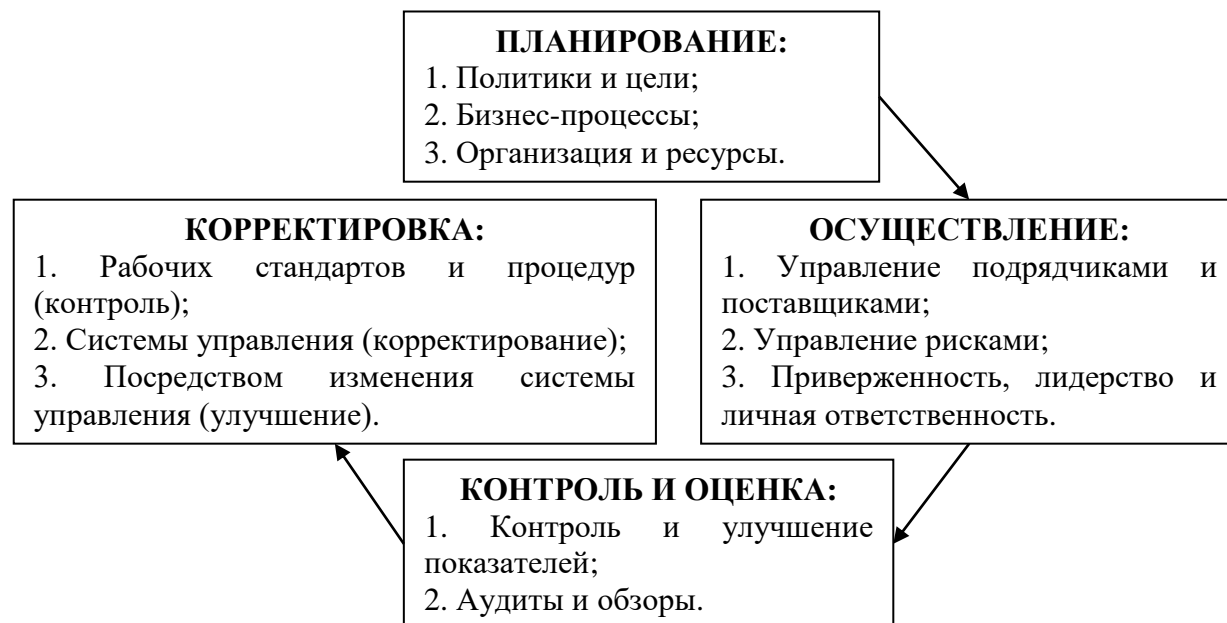 ПЛАНИРОВАНИЕ:
1. Политики и цели;
2. Бизнес-процессы;
3. Организация и ресурсы.
КОРРЕКТИРОВКА:
1. Рабочих стандартов и процедур
(контроль);
2. Системы управления (корректирование);
3. Посредством изменения системы
управления (улучшение).
ОСУЩЕСТВЛЕНИЕ:
1. Управление подрядчиками и
поставщиками;
2. Управление рисками;
3. Приверженность, лидерство и
личная ответственность.
КОНТРОЛЬ И ОЦЕНКА:
1. Контроль и улучшение
показателей;
2. Аудиты и обзоры.